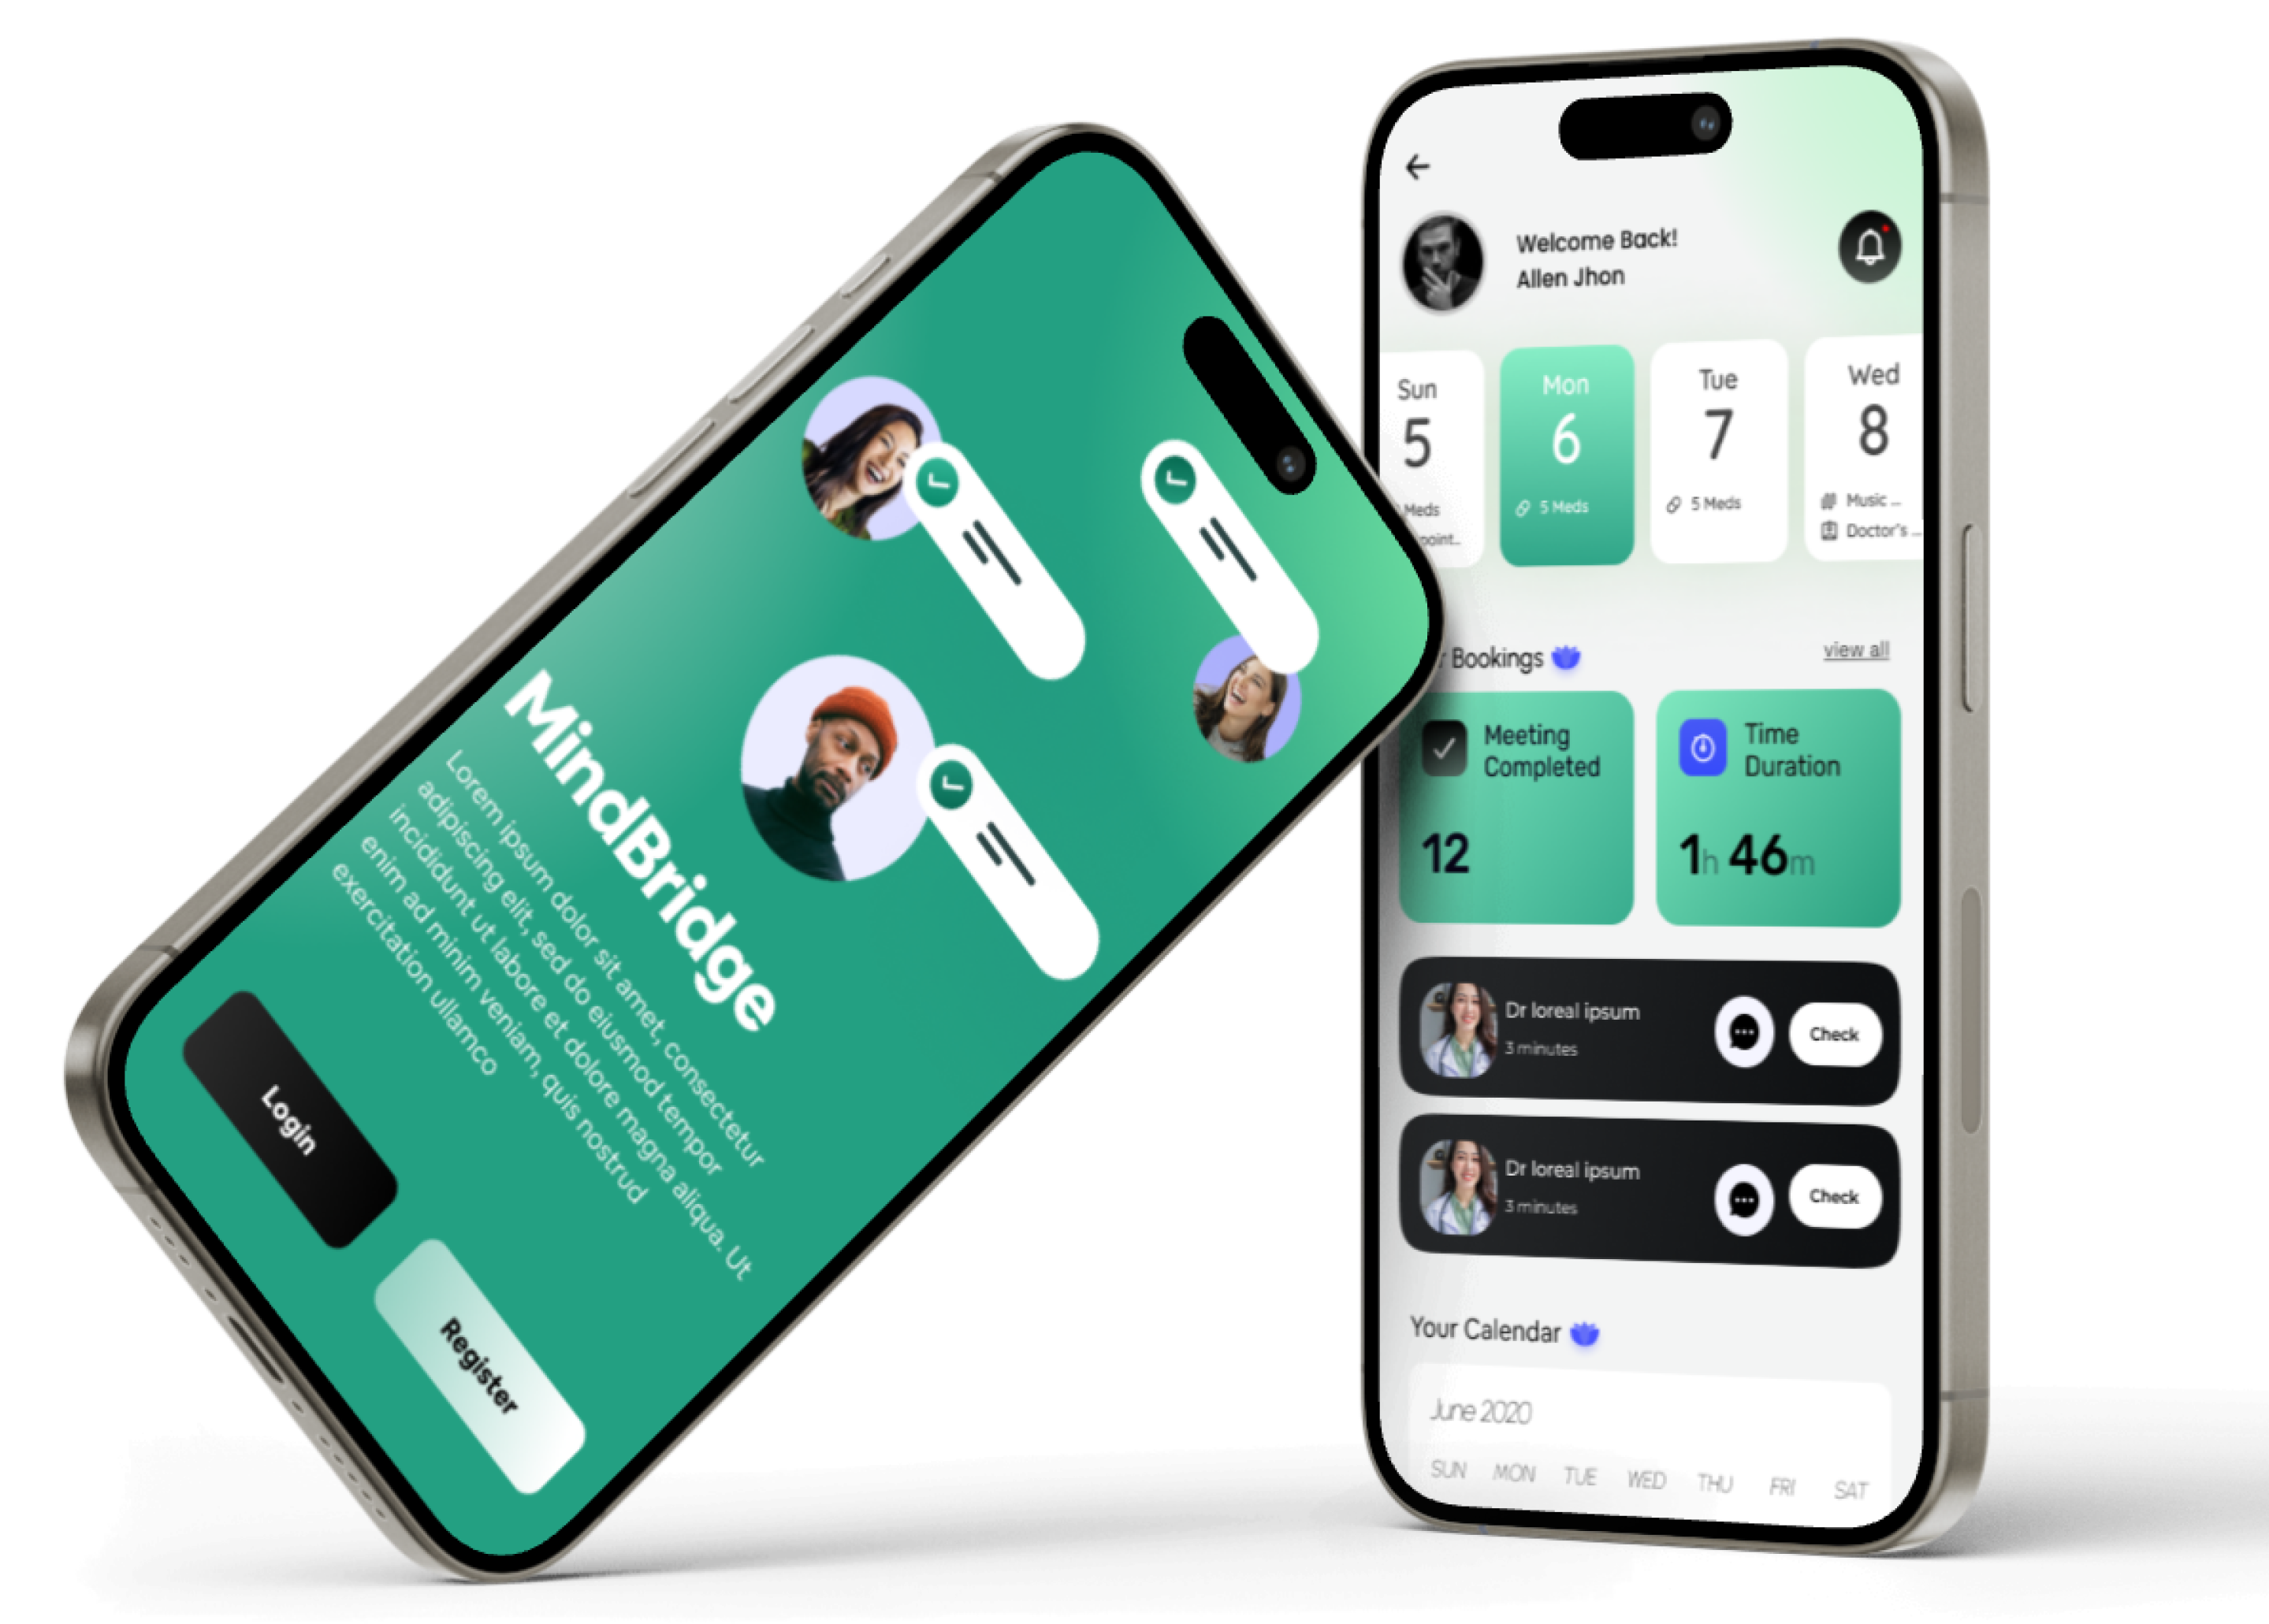 MindBridge
Lorem ipsum dolor sit amet, consectetur
adipiscing elit, sed do eiusmod tempor
incididunt ut labore et dolore magna aliqua. Ut
enim ad minim veniam, quis nostrud
exercitation ullamco
Login
Register
Welcome Back!
Allen Jhon
Sun
5
Meds
point...
Mon
6
5 Meds
Tue
7
5 Meds
Wed
8
Music ...
Doctor's ...
r Bookings
view all
Meeting
Completed
12
Time
Duration
1h 46m
Dr loreal ipsum
3 minutes
Check
Dr loreal ipsum
3 minutes
Check
Your Calendar
June 2020
SUN MON TUE WED THU FRI SAT